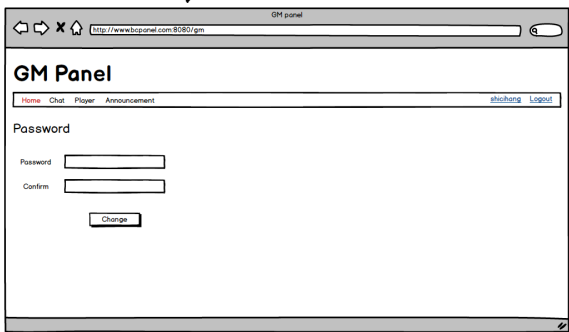 GM panel
http://www.bcpanel.com:8080/gm
GM Panel
Home Chat Player Announcement shicihang Logout
Password
Password
Confirm
Change